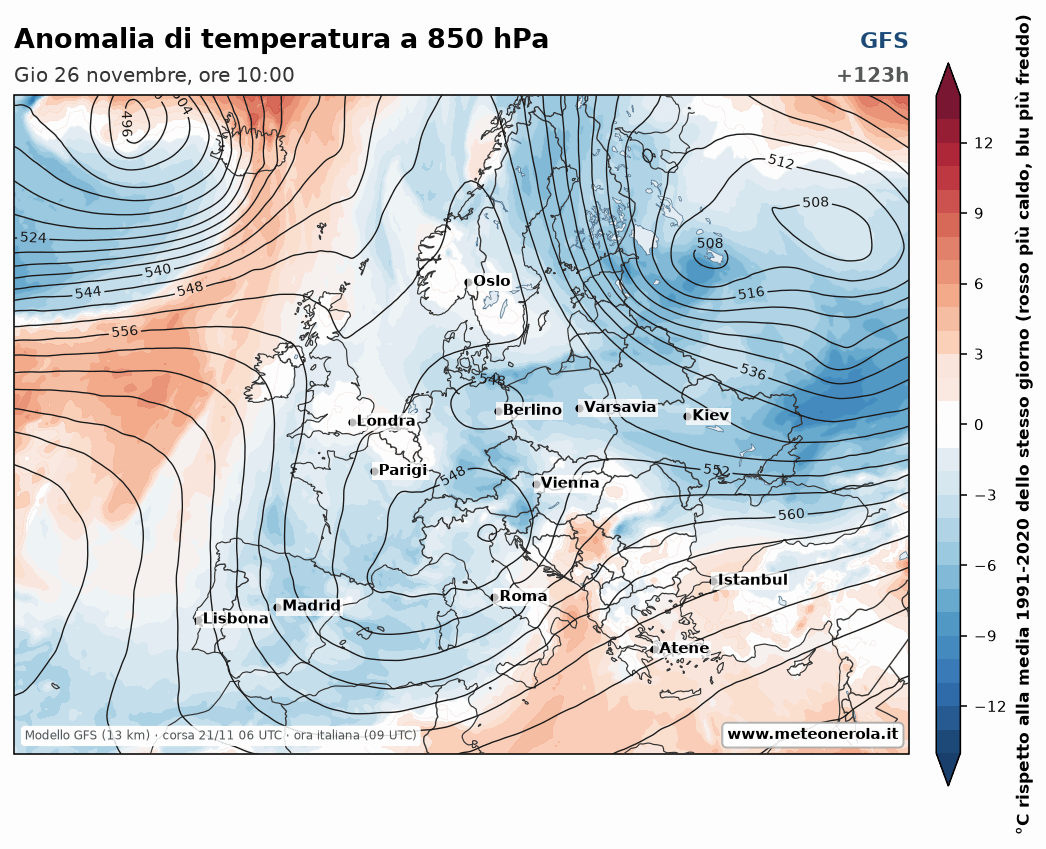 Anomalia di temperatura a 850 hPa
GFS
Gio 26 novembre, ore 10:00
+123h
496
504
512
508
508
524
540
544
548
556
516
536
548
548
552
560
Oslo
Berlino
Varsavia
Kiev
Londra
Parigi
Vienna
Istanbul
Roma
Madrid
Lisbona
Atene
Modello GFS (13 km) · corsa 21/11 06 UTC · ora italiana (09 UTC)
www.meteonerola.it
12
9
6
3
0
−3
−6
−9
−12
°C rispetto alla media 1991-2020 dello stesso giorno (rosso più caldo, blu più freddo)